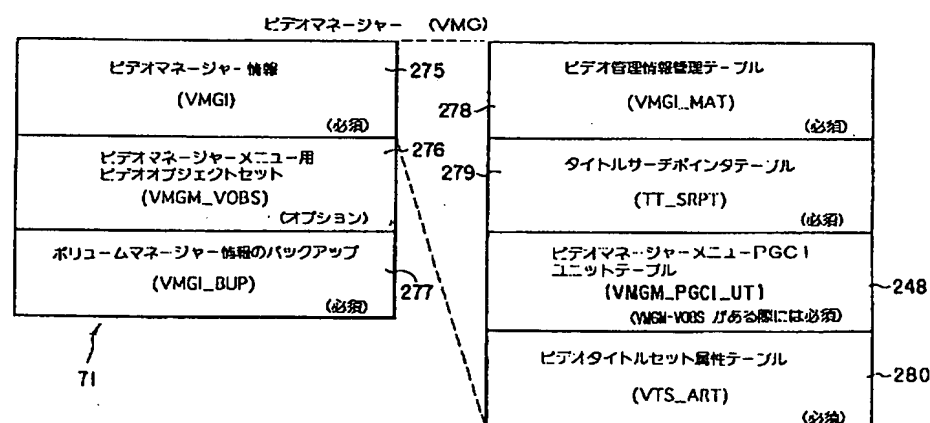 ビデオマネージャー (VMG)
ビデオマネージャー情報
(VMGI)
(必須)
275
ビデオマネージャーメニュー用
ビデオオブジェクトセット
(VMGM_VOBS)
(オプション)
276
ボリュームマネージャー情報のバックアップ
(VMGI_BUP)
(必須)
277
71
ビデオ管理情報管理テーブル
(VMGI_MAT)
(必須)
278
タイトルサーチポインタテーブル
(TT_SRPT)
(必須)
279
ビデオマネージャーメニューPGCI
ユニットテーブル
(VMGM_PGCI_UT)
(VMGM-VOBS がある際には必須)
248
ビデオタイトルセット属性テーブル
(VTS_ART)
(必須)
280